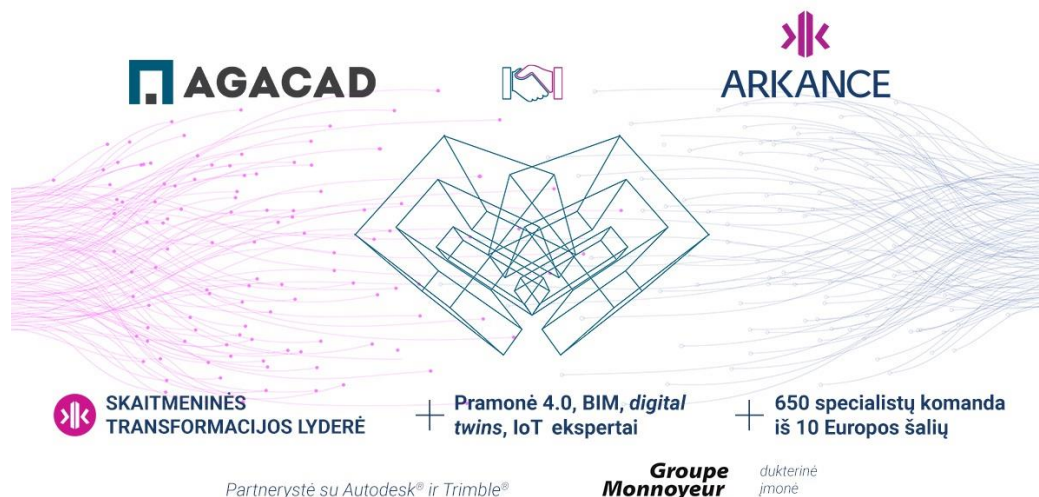 AGACAD
ARKANCE
SKAITMENINĖS
TRANSFORMACIJOS LYDERĖ
Pramonė 4.0, BIM, digital
twins, IoT ekspertai
650 specialistų komanda
iš 10 Europos šalių
Partnerystė su Autodesk® ir Trimble®
Groupe
Monnoyeur
dukterinė
įmonė